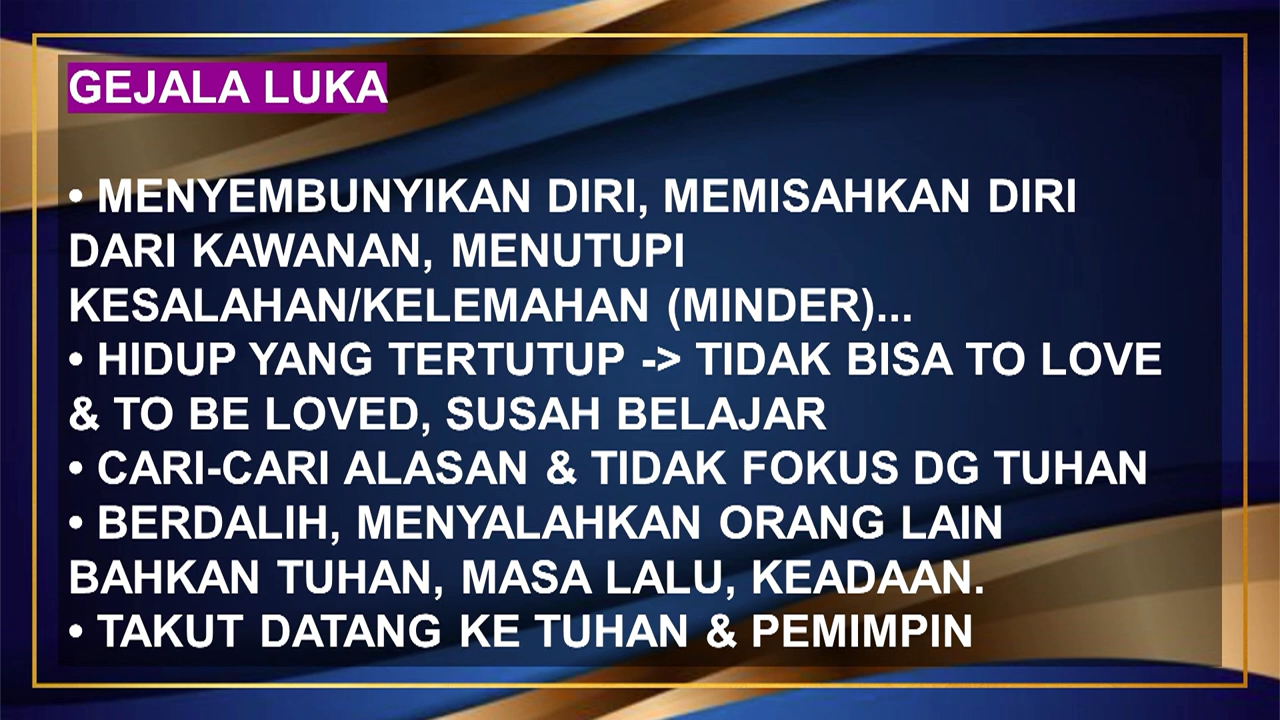 GEJALA LUKA
• MENYEMBUNYIKAN DIRI, MEMISAHKAN DIRI
DARI KAWANAN, MENUTUPI
KESALAHAN/KELEMAHAN (MINDER)...
• HIDUP YANG TERTUTUP -> TIDAK BISA TO LOVE
& TO BE LOVED, SUSAH BELAJAR
• CARI-CARI ALASAN & TIDAK FOKUS DG TUHAN
• BERDALIH, MENYALAHKAN ORANG LAIN
BAHKAN TUHAN, MASA LALU, KEADAAN.
• TAKUT DATANG KE TUHAN & PEMIMPIN